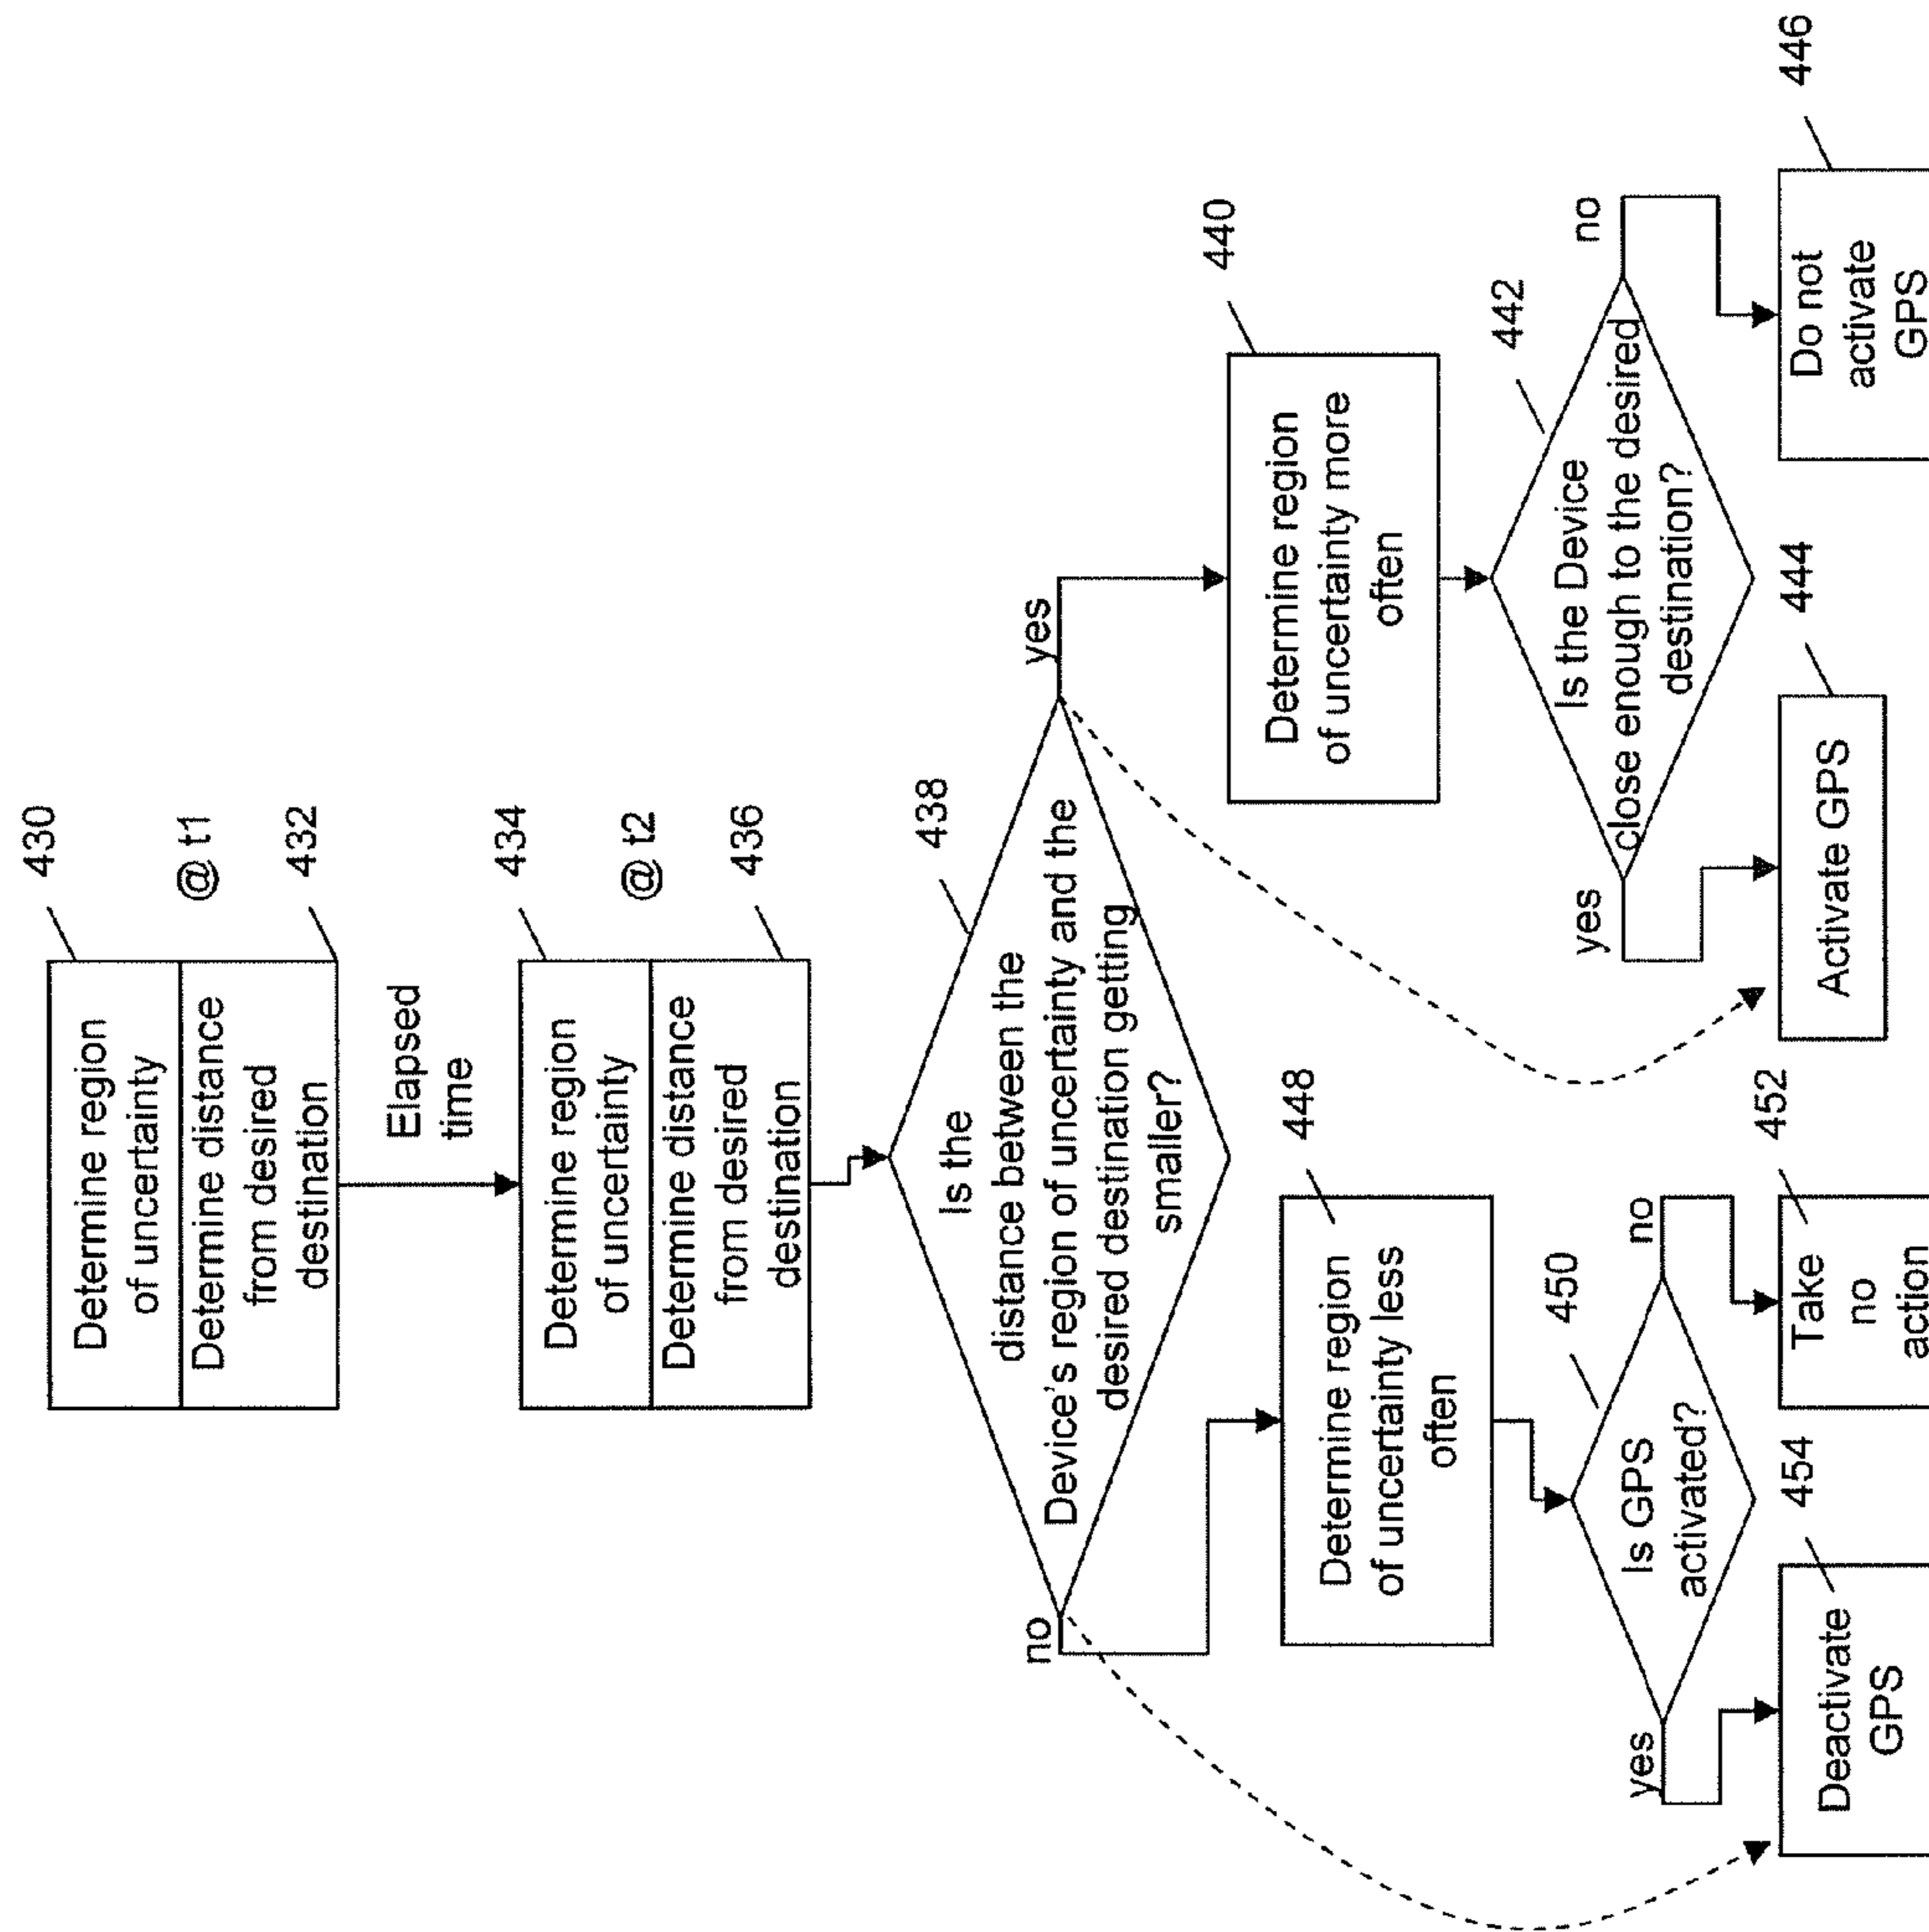 430
Determine region
of uncertainty
@ t1
Determine distance
from desired
destination
432
Elapsed
time
434
Determine region
of uncertainty
@ t2
Determine distance
from desired
destination
436
438
Is the
distance between the
Device's region of uncertainty and the
desired destination getting
smaller?
no
yes
448
Determine region
of uncertainty less
often
440
Determine region
of uncertainty more
often
450
Is GPS
activated?
yes
no
442
Is the Device
close enough to the desired
destination?
yes
no
454
Deactivate
GPS
452
Take
no
action
444
Activate GPS
446
Do not
activate
GPS